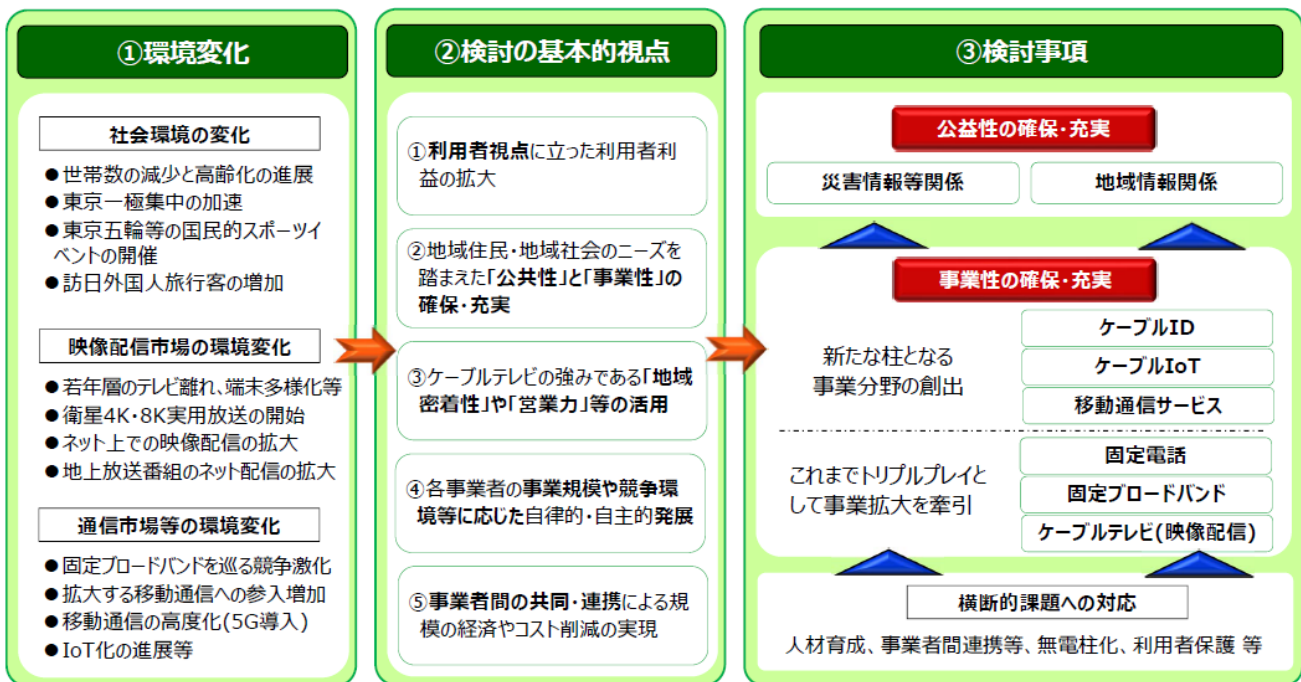 ①環境変化
社会環境の変化
●世帯数の減少と高齢化の進展
●東京一極集中の加速
●東京五輪等の国民的スポーツイ
ベントの開催
●訪日外国人旅行客の増加
映像配信市場の環境変化
●若年層のテレビ離れ、端末多様化等
●衛星4K・8K実用放送の開始
●ネット上での映像配信の拡大
●地上放送番組のネット配信の拡大
通信市場等の環境変化
●固定ブロードバンドを巡る競争激化
●拡大する移動通信への参入増加
●移動通信の高度化(5G導入)
●IoT化の進展等
②検討の基本的視点
①利用者視点に立った利用者利
益の拡大
②地域住民・地域社会のニーズを
踏まえた「公共性」と「事業性」の
確保・充実
③ケーブルテレビの強みである「地域
密着性」や「営業力」等の活用
④各事業者の事業規模や競争環
境等に応じた自律的・自主的発展
⑤事業者間の共同・連携による規
模の経済やコスト削減の実現
③検討事項
公益性の確保・充実
災害情報等関係
地域情報関係
事業性の確保・充実
新たな柱となる
事業分野の創出
ケーブルID
ケーブルIoT
移動通信サービス
これまでトリプルプレイと
して事業拡大を牽引
固定電話
固定ブロードバンド
ケーブルテレビ(映像配信)
横断的課題への対応
人材育成、事業者間連携等、無電柱化、利用者保護 等